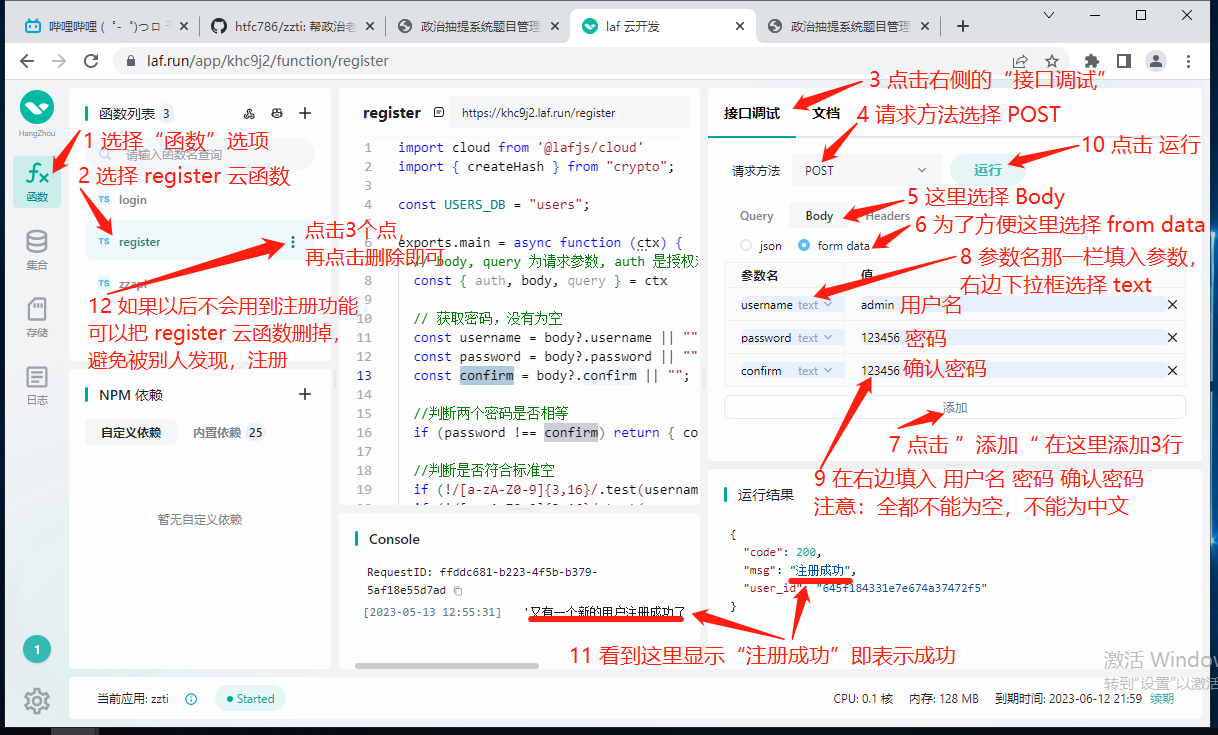 哔哩哔哩 ( ゜- ゜)つロ
htfc786/zzti: 帮政治老
政治抽提系统题目管理
laf 云开发
政治抽提系统题目管理
laf.run/app/khc9j2/function/register
HangZhou
函数
集合
存储
日志
1
函数列表 3
请输入函数名查询
TS login
TS register
TS zzapi
NPM 依赖
自定义依赖
内置依赖 25
暂无自定义依赖
register
https://khc9j2.laf.run/register
1 import cloud from '@lafjs/cloud'
2 import { createHash } from "crypto";
3
4 const USERS_DB = "users";
6 exports.main = async function (ctx) {
// body, query 为请求参数, auth 是授权对
8 const { auth, body, query } = ctx
9
10 // 获取密码，没有为空
11 const username = body?.username || ""
12 const password = body?.password || ""
13 const confirm = body?.confirm || "";
14
15 //判断两个密码是否相等
16 if (password !== confirm) return { co
17
18 //判断是否符合标准空
19 if (!/[a-zA-Z0-9]{3,16}/.test(usernam
Console
RequestID: ffddc681-b223-4f5b-b379-
5af18e55d7ad
[2023-05-13 12:55:31] '又有一个新的用户注册成功了
接口调试
文档
请求方法
POST
运行
Query
Body
Headers
json
form data
参数名
值
username text admin
password text 123456
confirm text 123456
添加
运行结果
{
"code": 200,
"msg": "注册成功",
"user_id": "645f184331e7e674a37472f5"
}
当前应用: zzti
Started
CPU: 0.1 核
内存: 128 MB
到期时间: 2023-06-12 21:59
续期
激活 Window
转到"设置"以激活
1 选择“函数”选项
2 选择 register 云函数
3 点击右侧的“接口调试”
4 请求方法选择 POST
5 这里选择 Body
6 为了方便这里选择 from data
7 点击 ”添加“ 在这里添加3行
8 参数名那一栏填入参数，
右边下拉框选择 text
用户名
密码
确认密码
9 在右边填入 用户名 密码 确认密码
注意：全都不能为空，不能为中文
10 点击 运行
11 看到这里显示“注册成功”即表示成功
点击3个点，
再点击删除即可
12 如果以后不会用到注册功能
可以把 register 云函数删掉，
避免被别人发现，注册